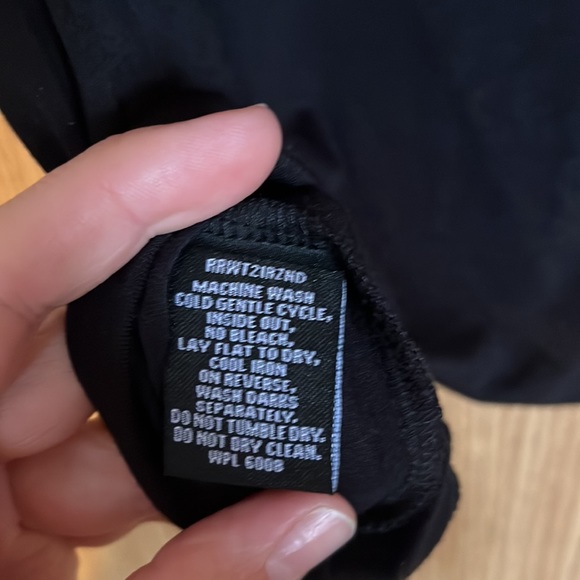 RRWT21RZHD
MACHINE WASH
COLD GENTLE CYCLE,
INSIDE OUT,
NO BLEACH,
LAY FLAT TO DRY,
COOL IRON
ON REVERSE,
WASH DARKS
SEPARATELY.
DO NOT TUMBLE DRY.
DO NOT DRY CLEAN.
WPL 6008